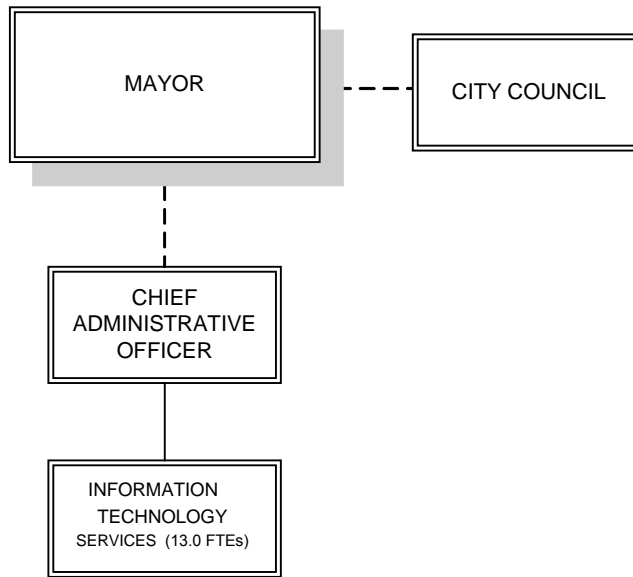 MAYOR
CITY COUNCIL
CHIEF
ADMINISTRATIVE
OFFICER
INFORMATION
TECHNOLOGY
SERVICES (13.0 FTEs)